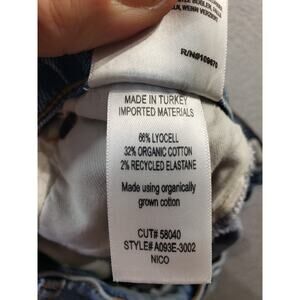 R/N#109670
MADE IN TURKEY
IMPORTED MATERIALS
66% LYOCELL
32% ORGANIC COTTON
2% RECYCLED ELASTANE
Made using organically
grown cotton
CUT# 58040
STYLE# A093E-3002
NICO